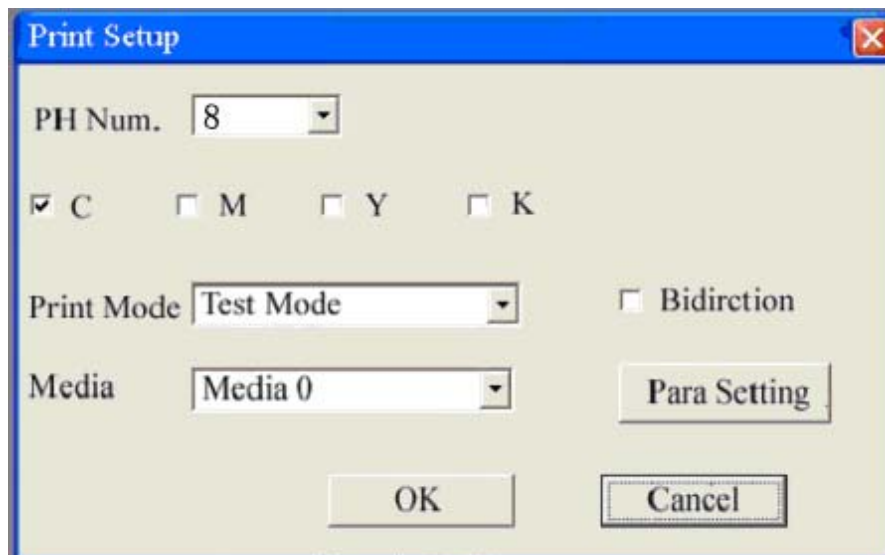 Print Setup
PH Num. 8
C M Y K
Print Mode Test Mode Bidirction
Media Media 0 Para Setting
OK Cancel